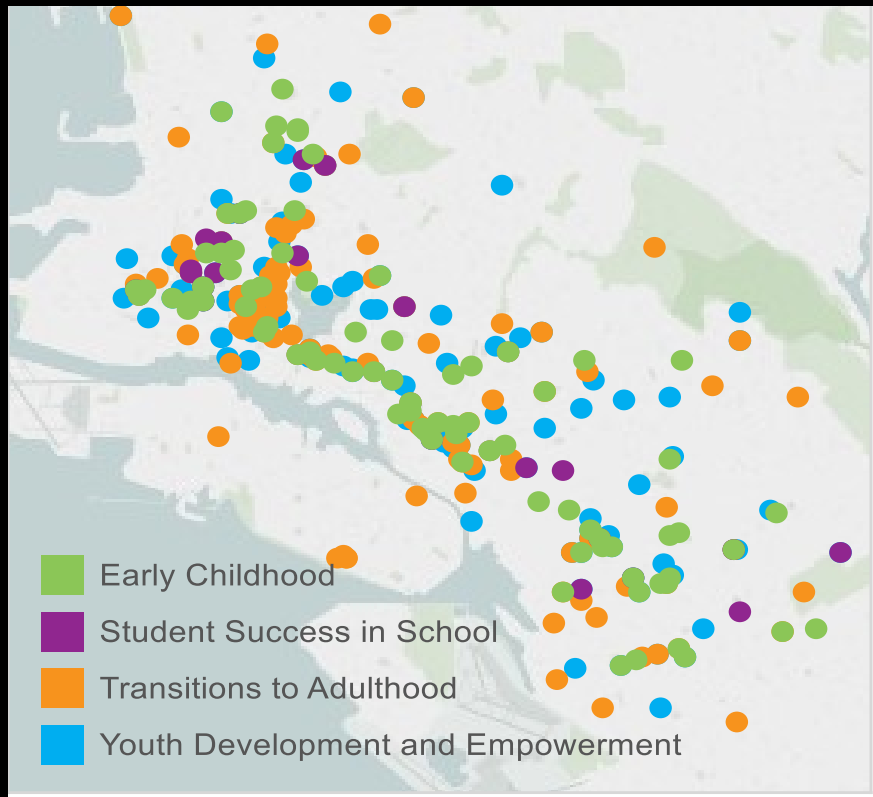 Early Childhood
Student Success in School
Transitions to Adulthood
Youth Development and Empowerment